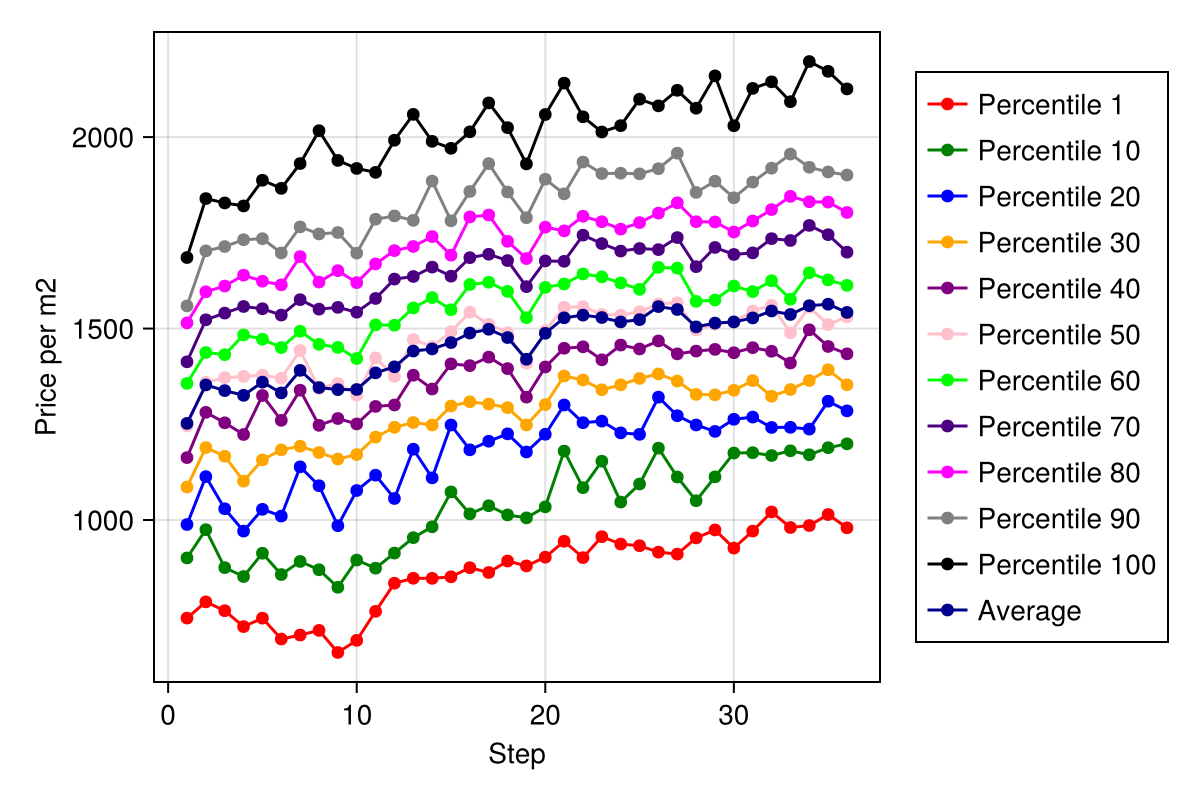 2000
1500
1000
Price per m2
0 10 20 30
Step
Percentile 1
Percentile 10
Percentile 20
Percentile 30
Percentile 40
Percentile 50
Percentile 60
Percentile 70
Percentile 80
Percentile 90
Percentile 100
Average